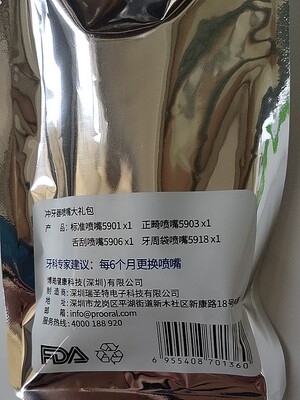 冲牙器喷嘴大礼包
产 品：标准喷嘴5901 x1 正畸喷嘴5903 x1
舌刮喷嘴5906 x1 牙周袋喷嘴5918 x1
牙科专家建议：每6个月更换喷嘴
博皓健康科技(深圳)有限公司
制 造 商：深圳瑞圣特电子科技有限公司
地 址：深圳市龙岗区平湖街道新木社区新康路18号
邮 箱：info@prooral.com
服务热线：4000 188 920
FDA
6 955408 701360